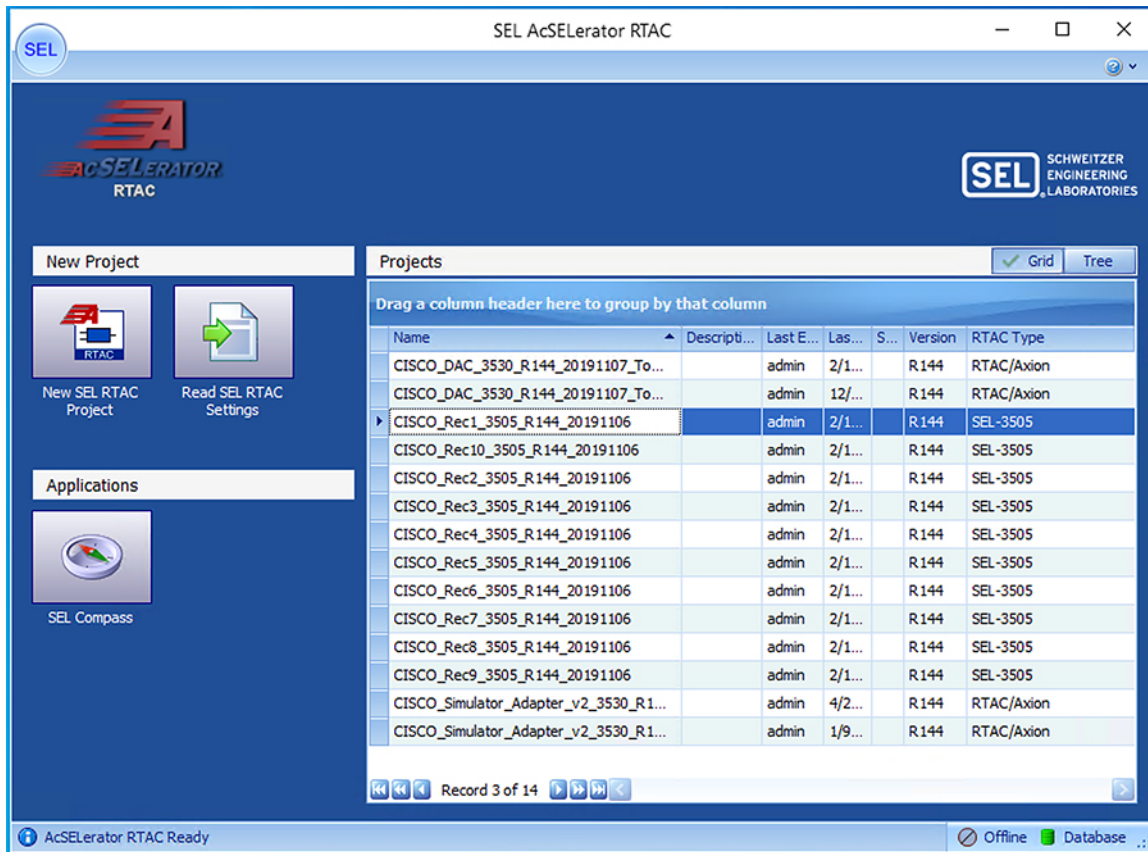 SEL AcSELerator RTAC
SEL
ACSELERATOR
RTAC
SEL SCHWEITZER
ENGINEERING
LABORATORIES
New Project
New SEL RTAC
Project
Read SEL RTAC
Settings
Applications
SEL Compass
Projects Grid Tree
Drag a column header here to group by that column
Name Descripti... Last E... Las... S... Version RTAC Type
CISCO_DAC_3530_R144_20191107_To... admin 2/1... R144 RTAC/Axion
CISCO_DAC_3530_R144_20191107_To... admin 12/... R144 RTAC/Axion
CISCO_Rec1_3505_R144_20191106 admin 2/1... R144 SEL-3505
CISCO_Rec10_3505_R144_20191106 admin 2/1... R144 SEL-3505
CISCO_Rec2_3505_R144_20191106 admin 2/1... R144 SEL-3505
CISCO_Rec3_3505_R144_20191106 admin 2/1... R144 SEL-3505
CISCO_Rec4_3505_R144_20191106 admin 2/1... R144 SEL-3505
CISCO_Rec5_3505_R144_20191106 admin 2/1... R144 SEL-3505
CISCO_Rec6_3505_R144_20191106 admin 2/1... R144 SEL-3505
CISCO_Rec7_3505_R144_20191106 admin 2/1... R144 SEL-3505
CISCO_Rec8_3505_R144_20191106 admin 2/1... R144 SEL-3505
CISCO_Rec9_3505_R144_20191106 admin 2/1... R144 SEL-3505
CISCO_Simulator_Adapter_v2_3530_R1... admin 4/2... R144 RTAC/Axion
CISCO_Simulator_Adapter_v2_3530_R1... admin 1/9... R144 RTAC/Axion
Record 3 of 14
AcSELerator RTAC Ready Offline Database